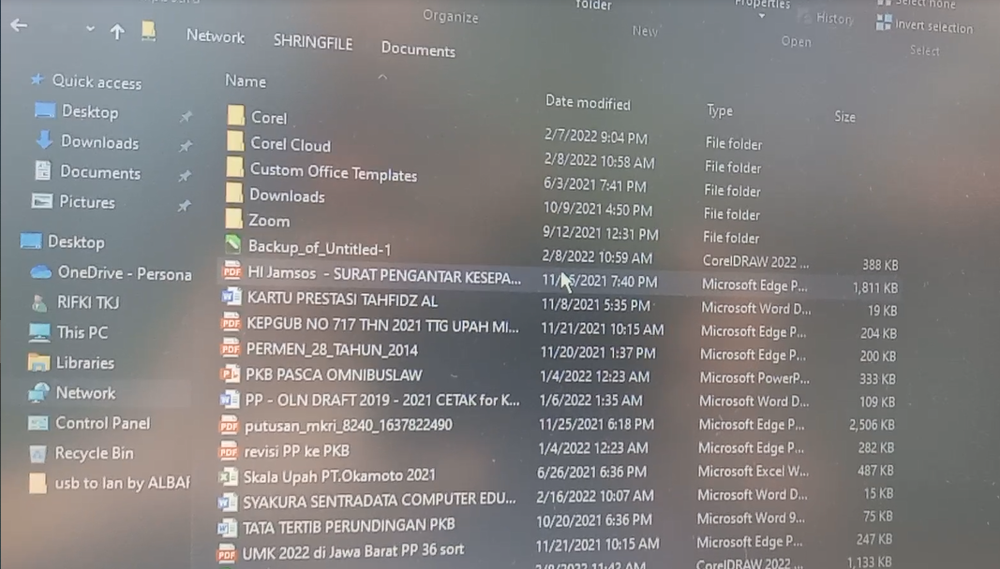 Organize
folder
New
Properties
History
Open
Select none
Invert selection
Select
Network SHRINGFILE Documents
Quick access
Desktop
Downloads
Documents
Pictures
Desktop
OneDrive - Persona
RIFKI TKJ
This PC
Libraries
Network
Control Panel
Recycle Bin
usb to lan by ALBAF
Name Date modified Type Size
Corel 2/7/2022 9:04 PM File folder
Corel Cloud 2/8/2022 10:58 AM File folder
Custom Office Templates 6/3/2021 7:41 PM File folder
Downloads 10/9/2021 4:50 PM File folder
Zoom 9/12/2021 12:31 PM File folder
Backup_of_Untitled-1 2/8/2022 10:59 AM CorelDRAW 2022 ... 388 KB
HI Jamsos - SURAT PENGANTAR KESEPA... 7:40 PM Microsoft Edge P... 1,811 KB
KARTU PRESTASI TAHFIDZ AL 11/8/2021 5:35 PM Microsoft Word D... 19 KB
KEPGUB NO 717 THN 2021 TTG UPAH MI... 11/21/2021 10:15 AM Microsoft Edge P... 204 KB
PERMEN_28_TAHUN_2014 11/20/2021 1:37 PM Microsoft Edge P... 200 KB
PKB PASCA OMNIBUSLAW 1/4/2022 12:23 AM Microsoft PowerP... 333 KB
PP - OLN DRAFT 2019 - 2021 CETAK for K... 1/6/2022 1:35 AM Microsoft Word D... 109 KB
putusan_mkri_8240_1637822490 11/25/2021 6:18 PM Microsoft Edge P... 2,506 KB
revisi PP ke PKB 1/4/2022 12:23 AM Microsoft Edge P... 282 KB
Skala Upah PT.Okamoto 2021 6/26/2021 6:36 PM Microsoft Excel W... 487 KB
SYAKURA SENTRADATA COMPUTER EDU... 2/16/2022 10:07 AM Microsoft Word D... 15 KB
TATA TERTIB PERUNDINGAN PKB 10/20/2021 6:36 PM Microsoft Word 9... 75 KB
UMK 2022 di Jawa Barat PP 36 sort 11/21/2021 10:15 AM Microsoft Edge P... 247 KB
2/8/2022 11:42 AM CorelDRAW 2022 ... 1,133 KB